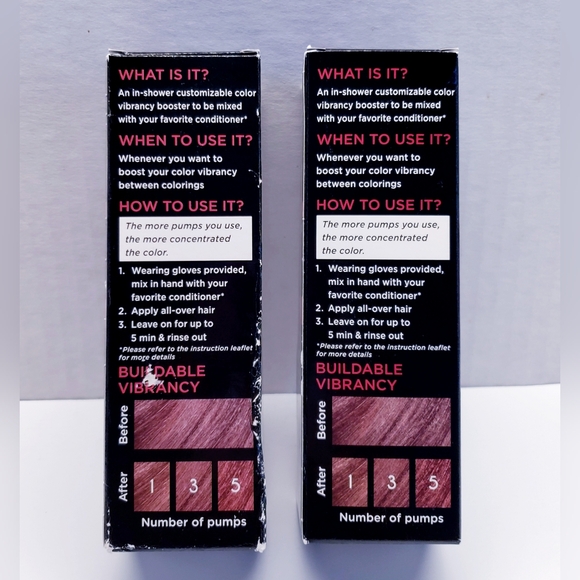 WHAT IS IT?
An in-shower customizable color
vibrancy booster to be mixed
with your favorite conditioner*
WHEN TO USE IT?
Whenever you want to
boost your color vibrancy
between colorings
HOW TO USE IT?
The more pumps you use,
the more concentrated
the color.
1. Wearing gloves provided,
mix in hand with your
favorite conditioner*
2. Apply all-over hair
3. Leave on for up to
5 min & rinse out
*Please refer to the instruction leaflet
for more details
BUILDABLE
VIBRANCY
Before
After
1 3 5
Number of pumps
WHAT IS IT?
An in-shower customizable color
vibrancy booster to be mixed
with your favorite conditioner*
WHEN TO USE IT?
Whenever you want to
boost your color vibrancy
between colorings
HOW TO USE IT?
The more pumps you use,
the more concentrated
the color.
1. Wearing gloves provided,
mix in hand with your
favorite conditioner*
2. Apply all-over hair
3. Leave on for up to
5 min & rinse out
*Please refer to the instruction leaflet
for more details
BUILDABLE
VIBRANCY
Before
After
1 3 5
Number of pumps